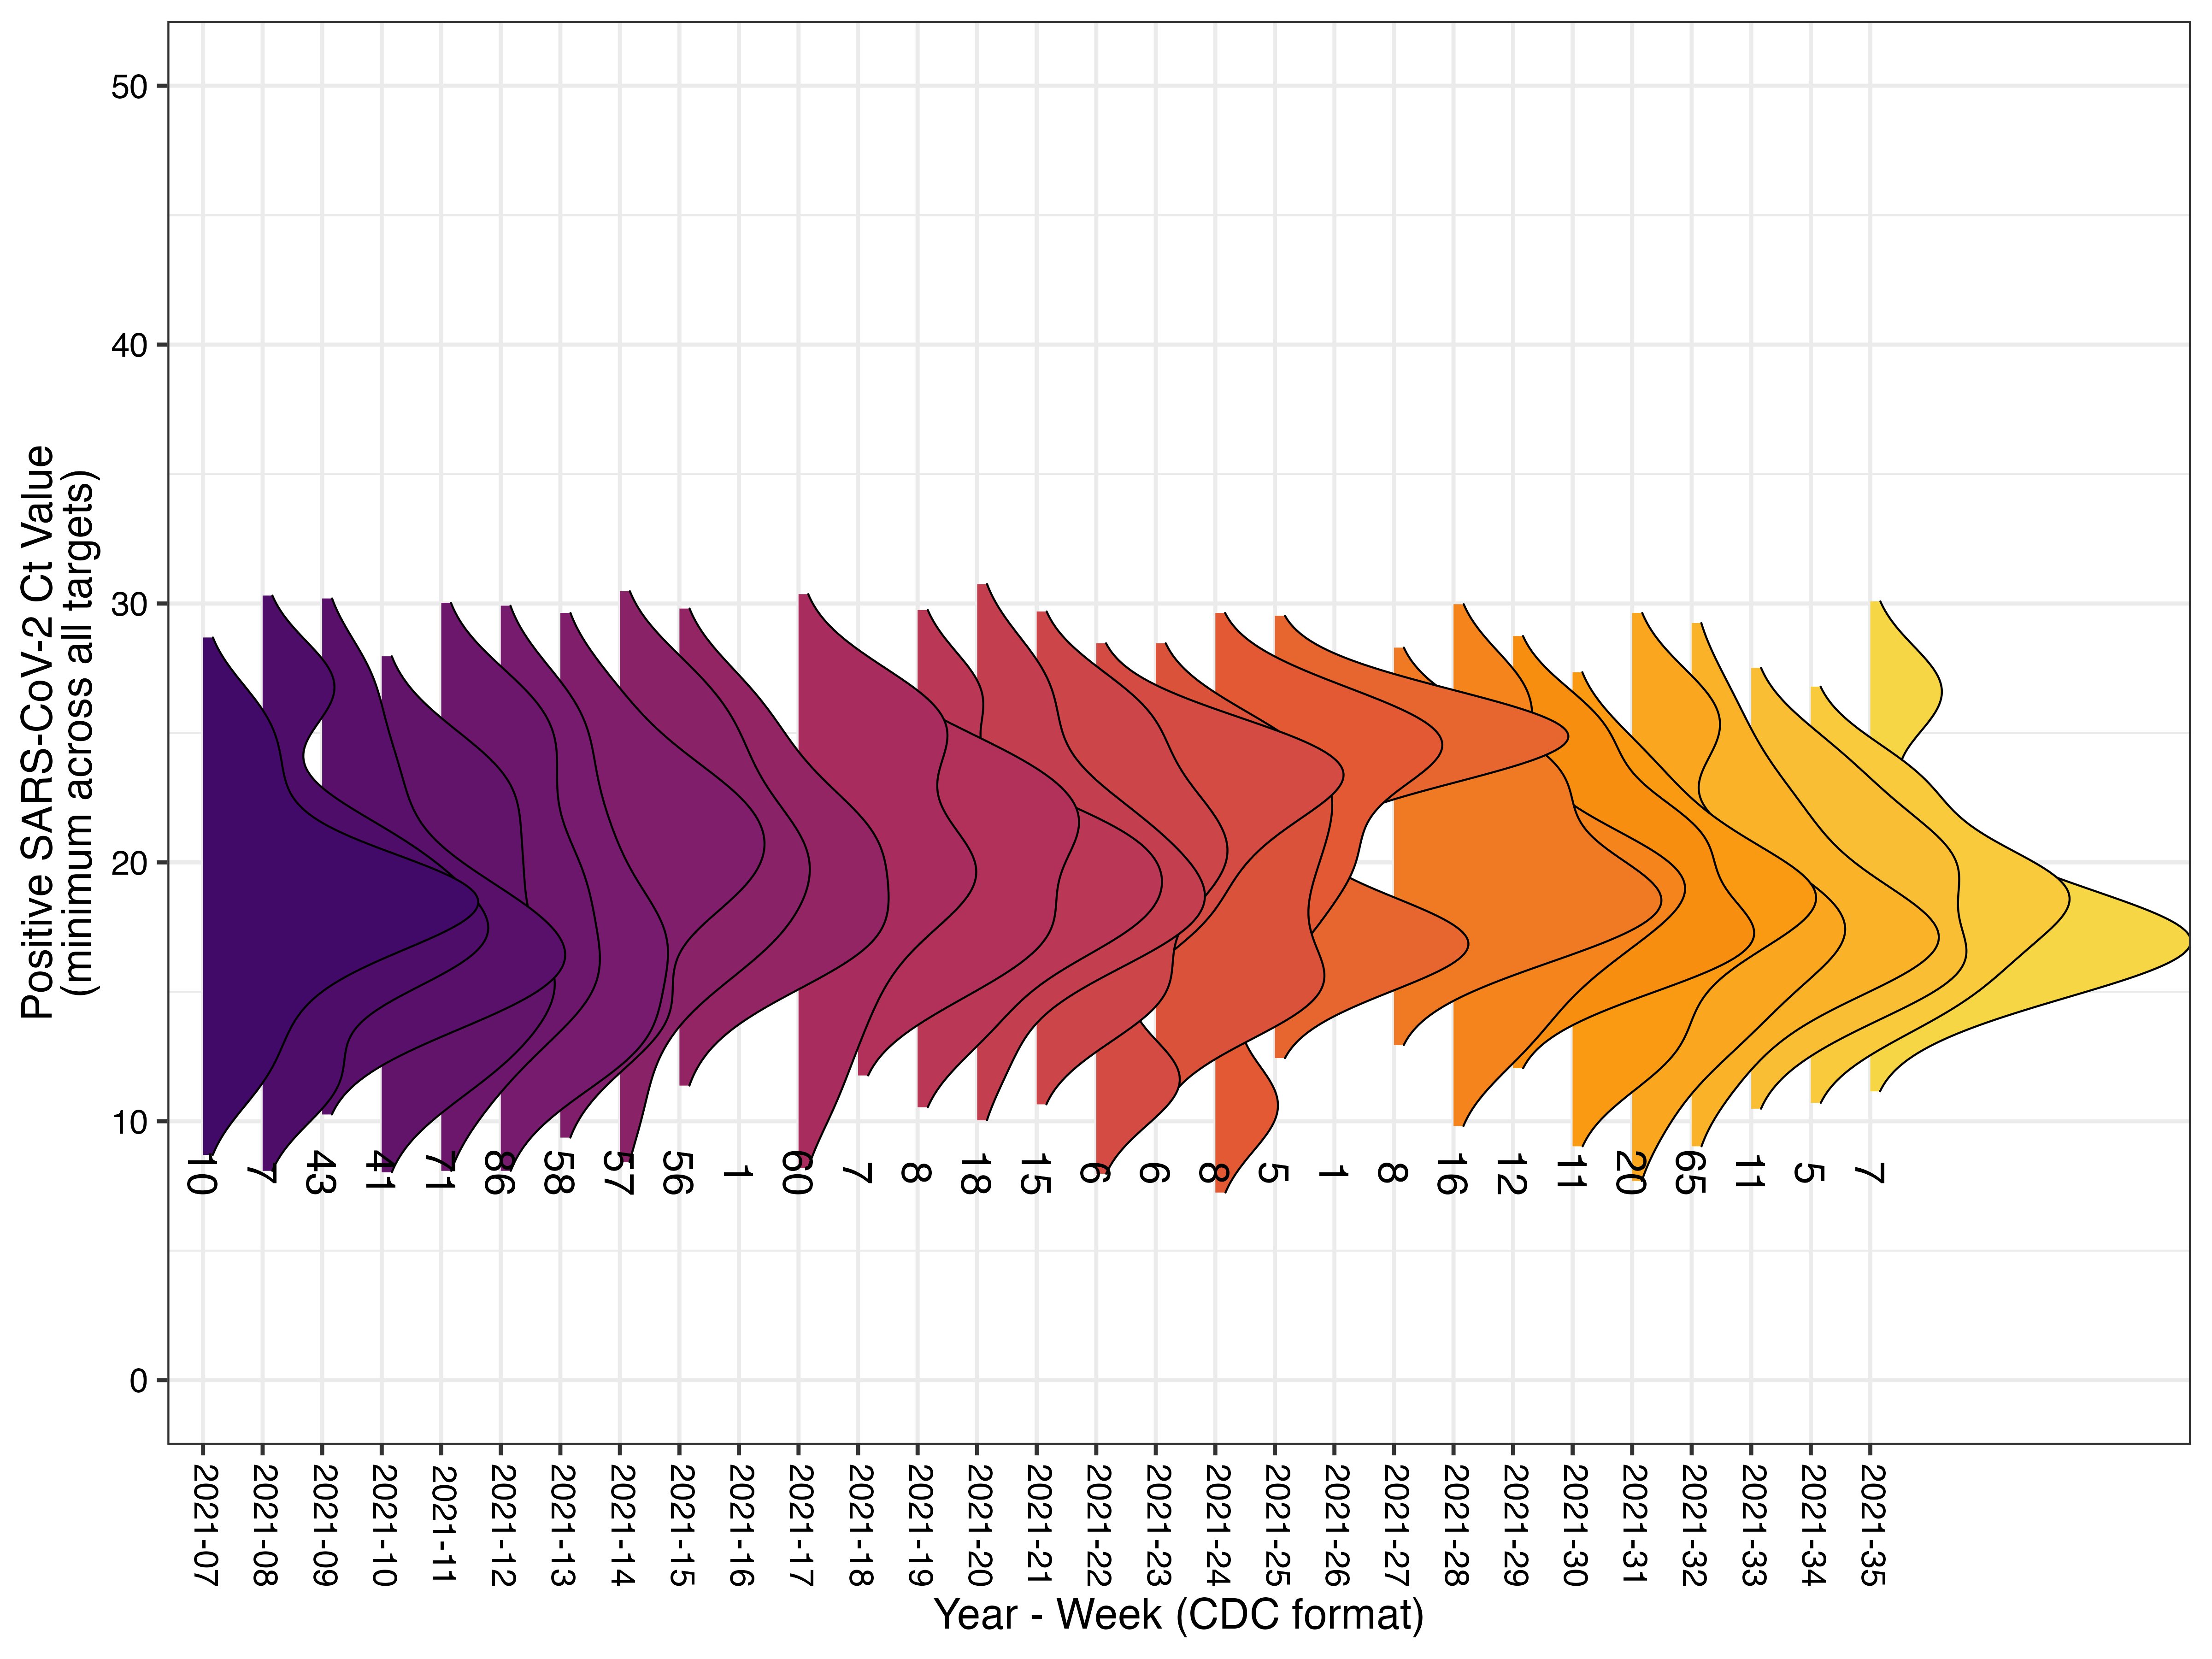 50
40
30
20
10
0
Positive SARS-CoV-2 Ct Value
(minimum across all targets)
10 7 43 41 71 86 58 57 56 1 60 7 8 18 15 6 6 8 5 1 8 16 12 11 20 65 11 5 7
2021-07 2021-08 2021-09 2021-10 2021-11 2021-12 2021-13 2021-14 2021-15 2021-16 2021-17 2021-18 2021-19 2021-20 2021-21 2021-22 2021-23 2021-24 2021-25 2021-26 2021-27 2021-28 2021-29 2021-30 2021-31 2021-32 2021-33 2021-34 2021-35
Year - Week (CDC format)